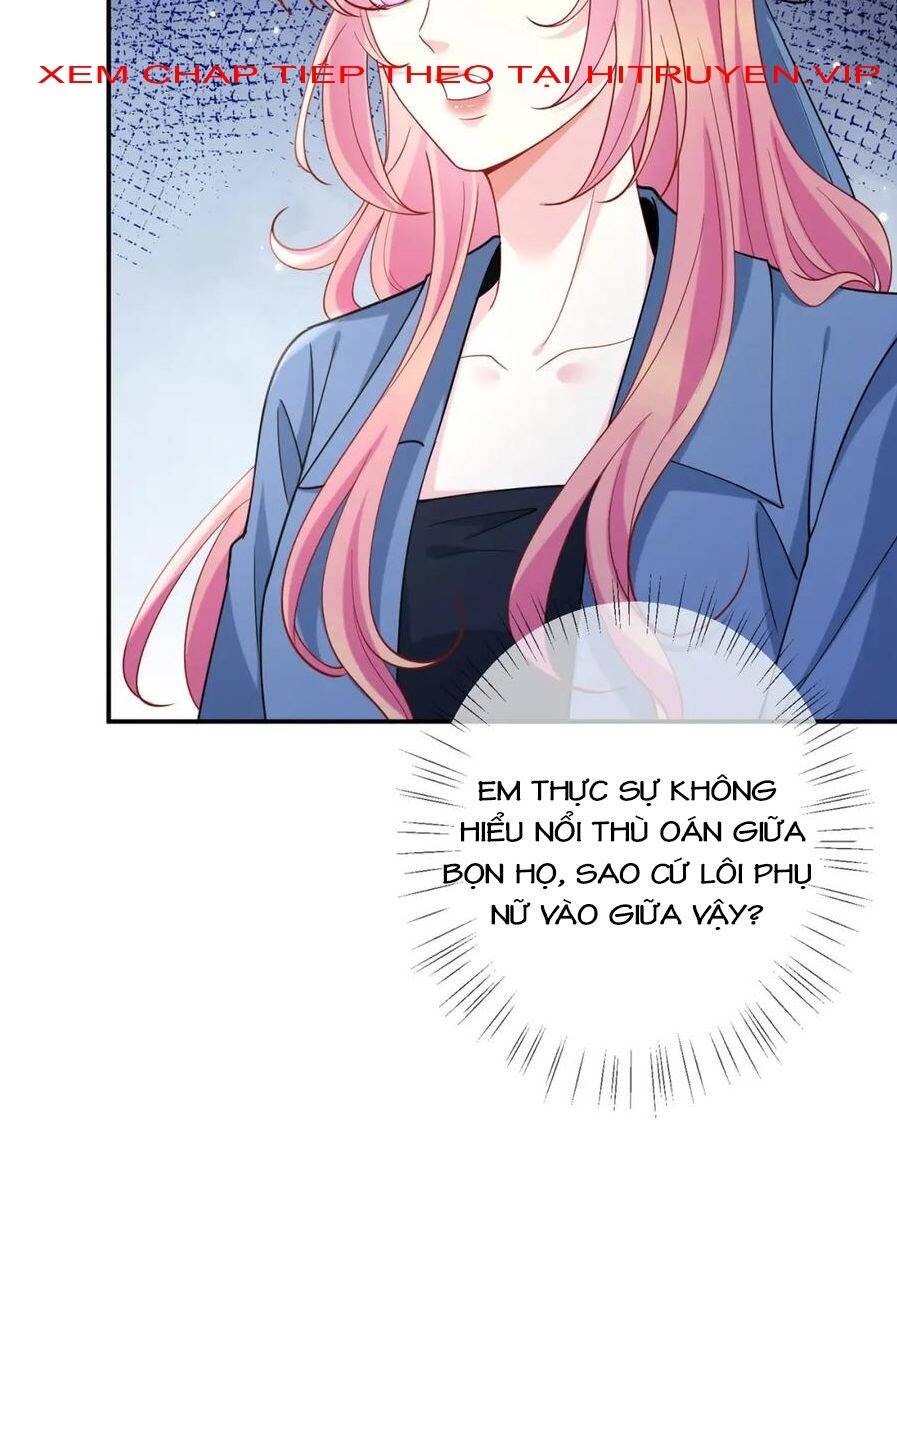 XEM CHAP TIẾP THEO TẠI HITRUYEN.VIP
EM THỰC SỰ KHÔNG
HIỂU NỔI THÙ OÁN GIỮA
BỌN HỌ, SAO CỨ LÔI PHỤ
NỮ VÀO GIỮA VẬY?